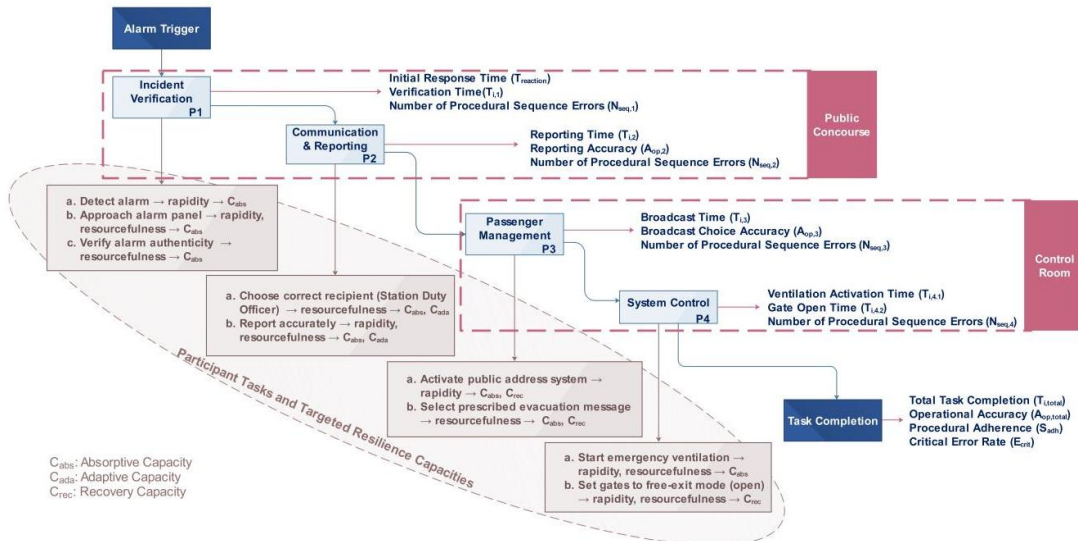 Alarm Trigger
Incident
Verification
P1
Initial Response Time (Treaction)
Verification Time(Ti,1)
Number of Procedural Sequence Errors (Nseq,1)
Public
Concourse
Communication
& Reporting
P2
Reporting Time (Ti,2)
Reporting Accuracy (Aop,2)
Number of Procedural Sequence Errors (Nseq,2)
a. Detect alarm → rapidity → Cabs
b. Approach alarm panel → rapidity,
resourcefulness → Cabs
c. Verify alarm authenticity →
resourcefulness → Cabs
Passenger
Management
P3
Broadcast Time (Ti,3)
Broadcast Choice Accuracy (Aop,3)
Number of Procedural Sequence Errors (Nseq,3)
Control
Room
a. Choose correct recipient (Station Duty
Officer) → resourcefulness → Cabs, Cada
b. Report accurately → rapidity,
resourcefulness → Cabs, Cada
System Control
P4
Ventilation Activation Time (Ti,4.1)
Gate Open Time (Ti,4.2)
Number of Procedural Sequence Errors (Nseq,4)
Participant Tasks and Targeted Resilience Capacities
a. Activate public address system →
rapidity → Cabs, Crec
b. Select prescribed evacuation message
→ resourcefulness → Cabs, Crec
Task Completion
Total Task Completion (Ti,total)
Operational Accuracy (Aop,total)
Procedural Adherence (Sadh)
Critical Error Rate (Ecrit)
a. Start emergency ventilation →
rapidity, resourcefulness → Cabs
b. Set gates to free-exit mode (open)
→ rapidity, resourcefulness → Crec
Cabs: Absorptive Capacity
Cada: Adaptive Capacity
Crec: Recovery Capacity